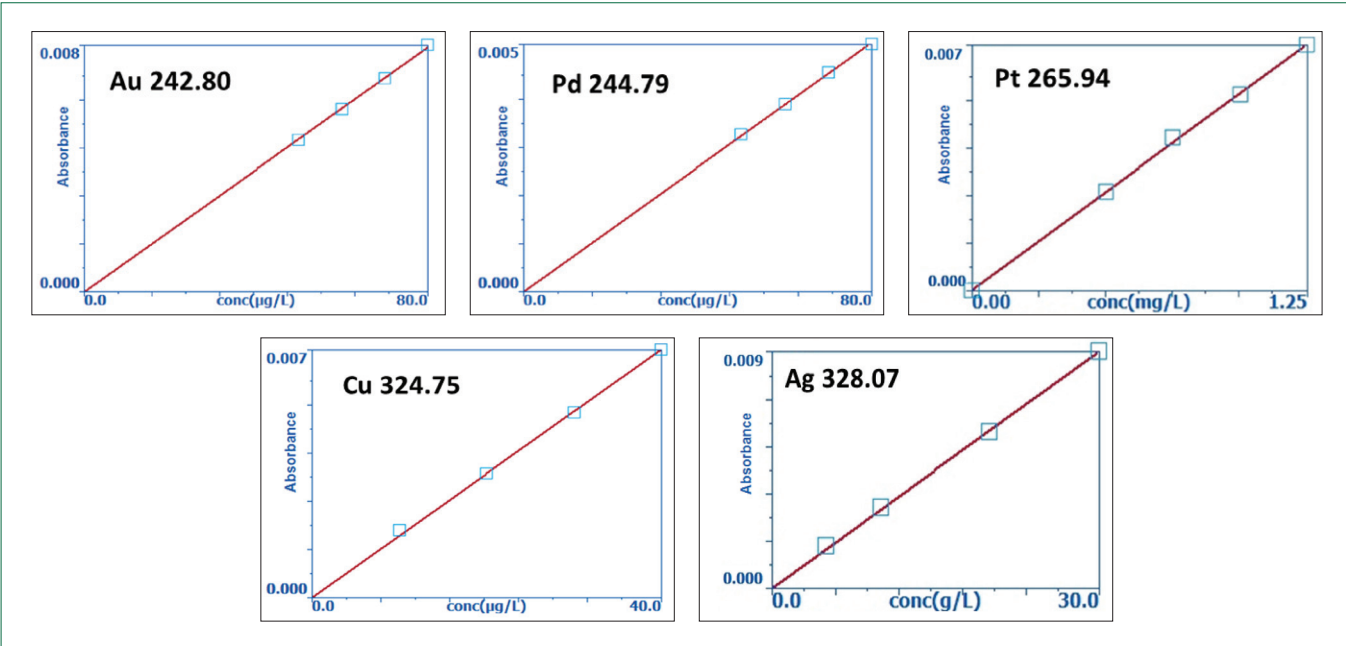 0.008
Au 242.80
Absorbance
0.000
0.0
conc(µg/L)
80.0
0.005
Pd 244.79
Absorbance
0.000
0.0
conc(µg/L)
80.0
0.007
Pt 265.94
Absorbance
0.000
0.00
conc(mg/L)
1.25
0.007
Cu 324.75
Absorbance
0.000
0.0
conc(µg/L)
40.0
0.009
Ag 328.07
Absorbance
0.000
0.0
conc(g/L)
30.0